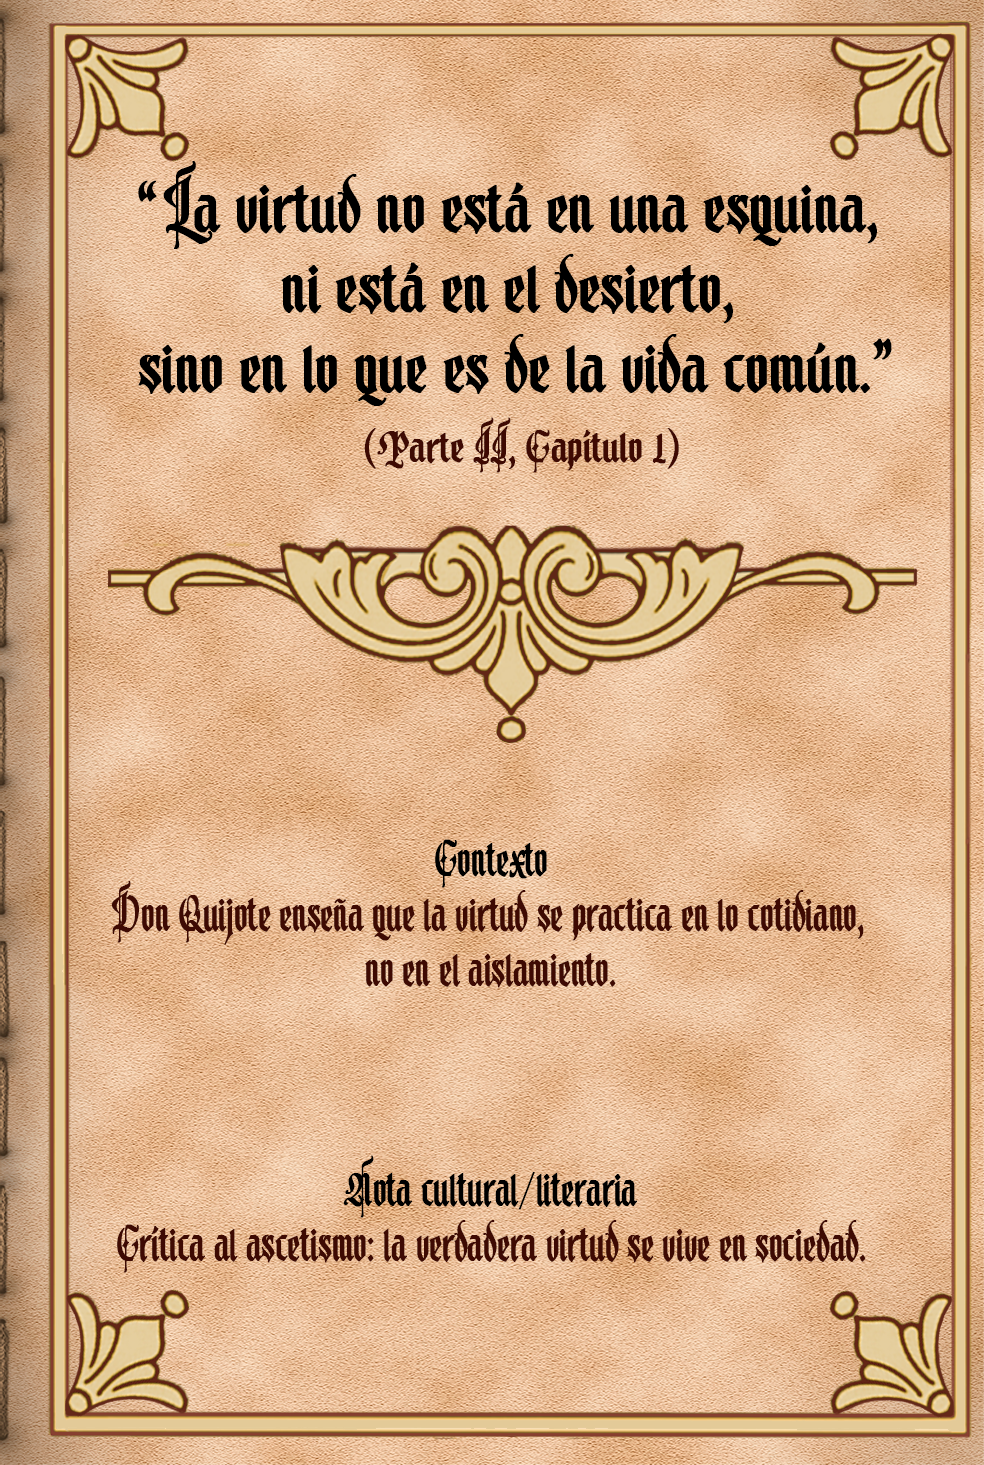 “La virtud no está en una esquina,
ni está en el desierto,
sino en lo que es de la vida común.”
(Parte II, Capítulo 1)
Contexto
Don Quijote enseña que la virtud se practica en lo cotidiano,
no en el aislamiento.
Nota cultural/literaria
Crítica al ascetismo: la verdadera virtud se vive en sociedad.